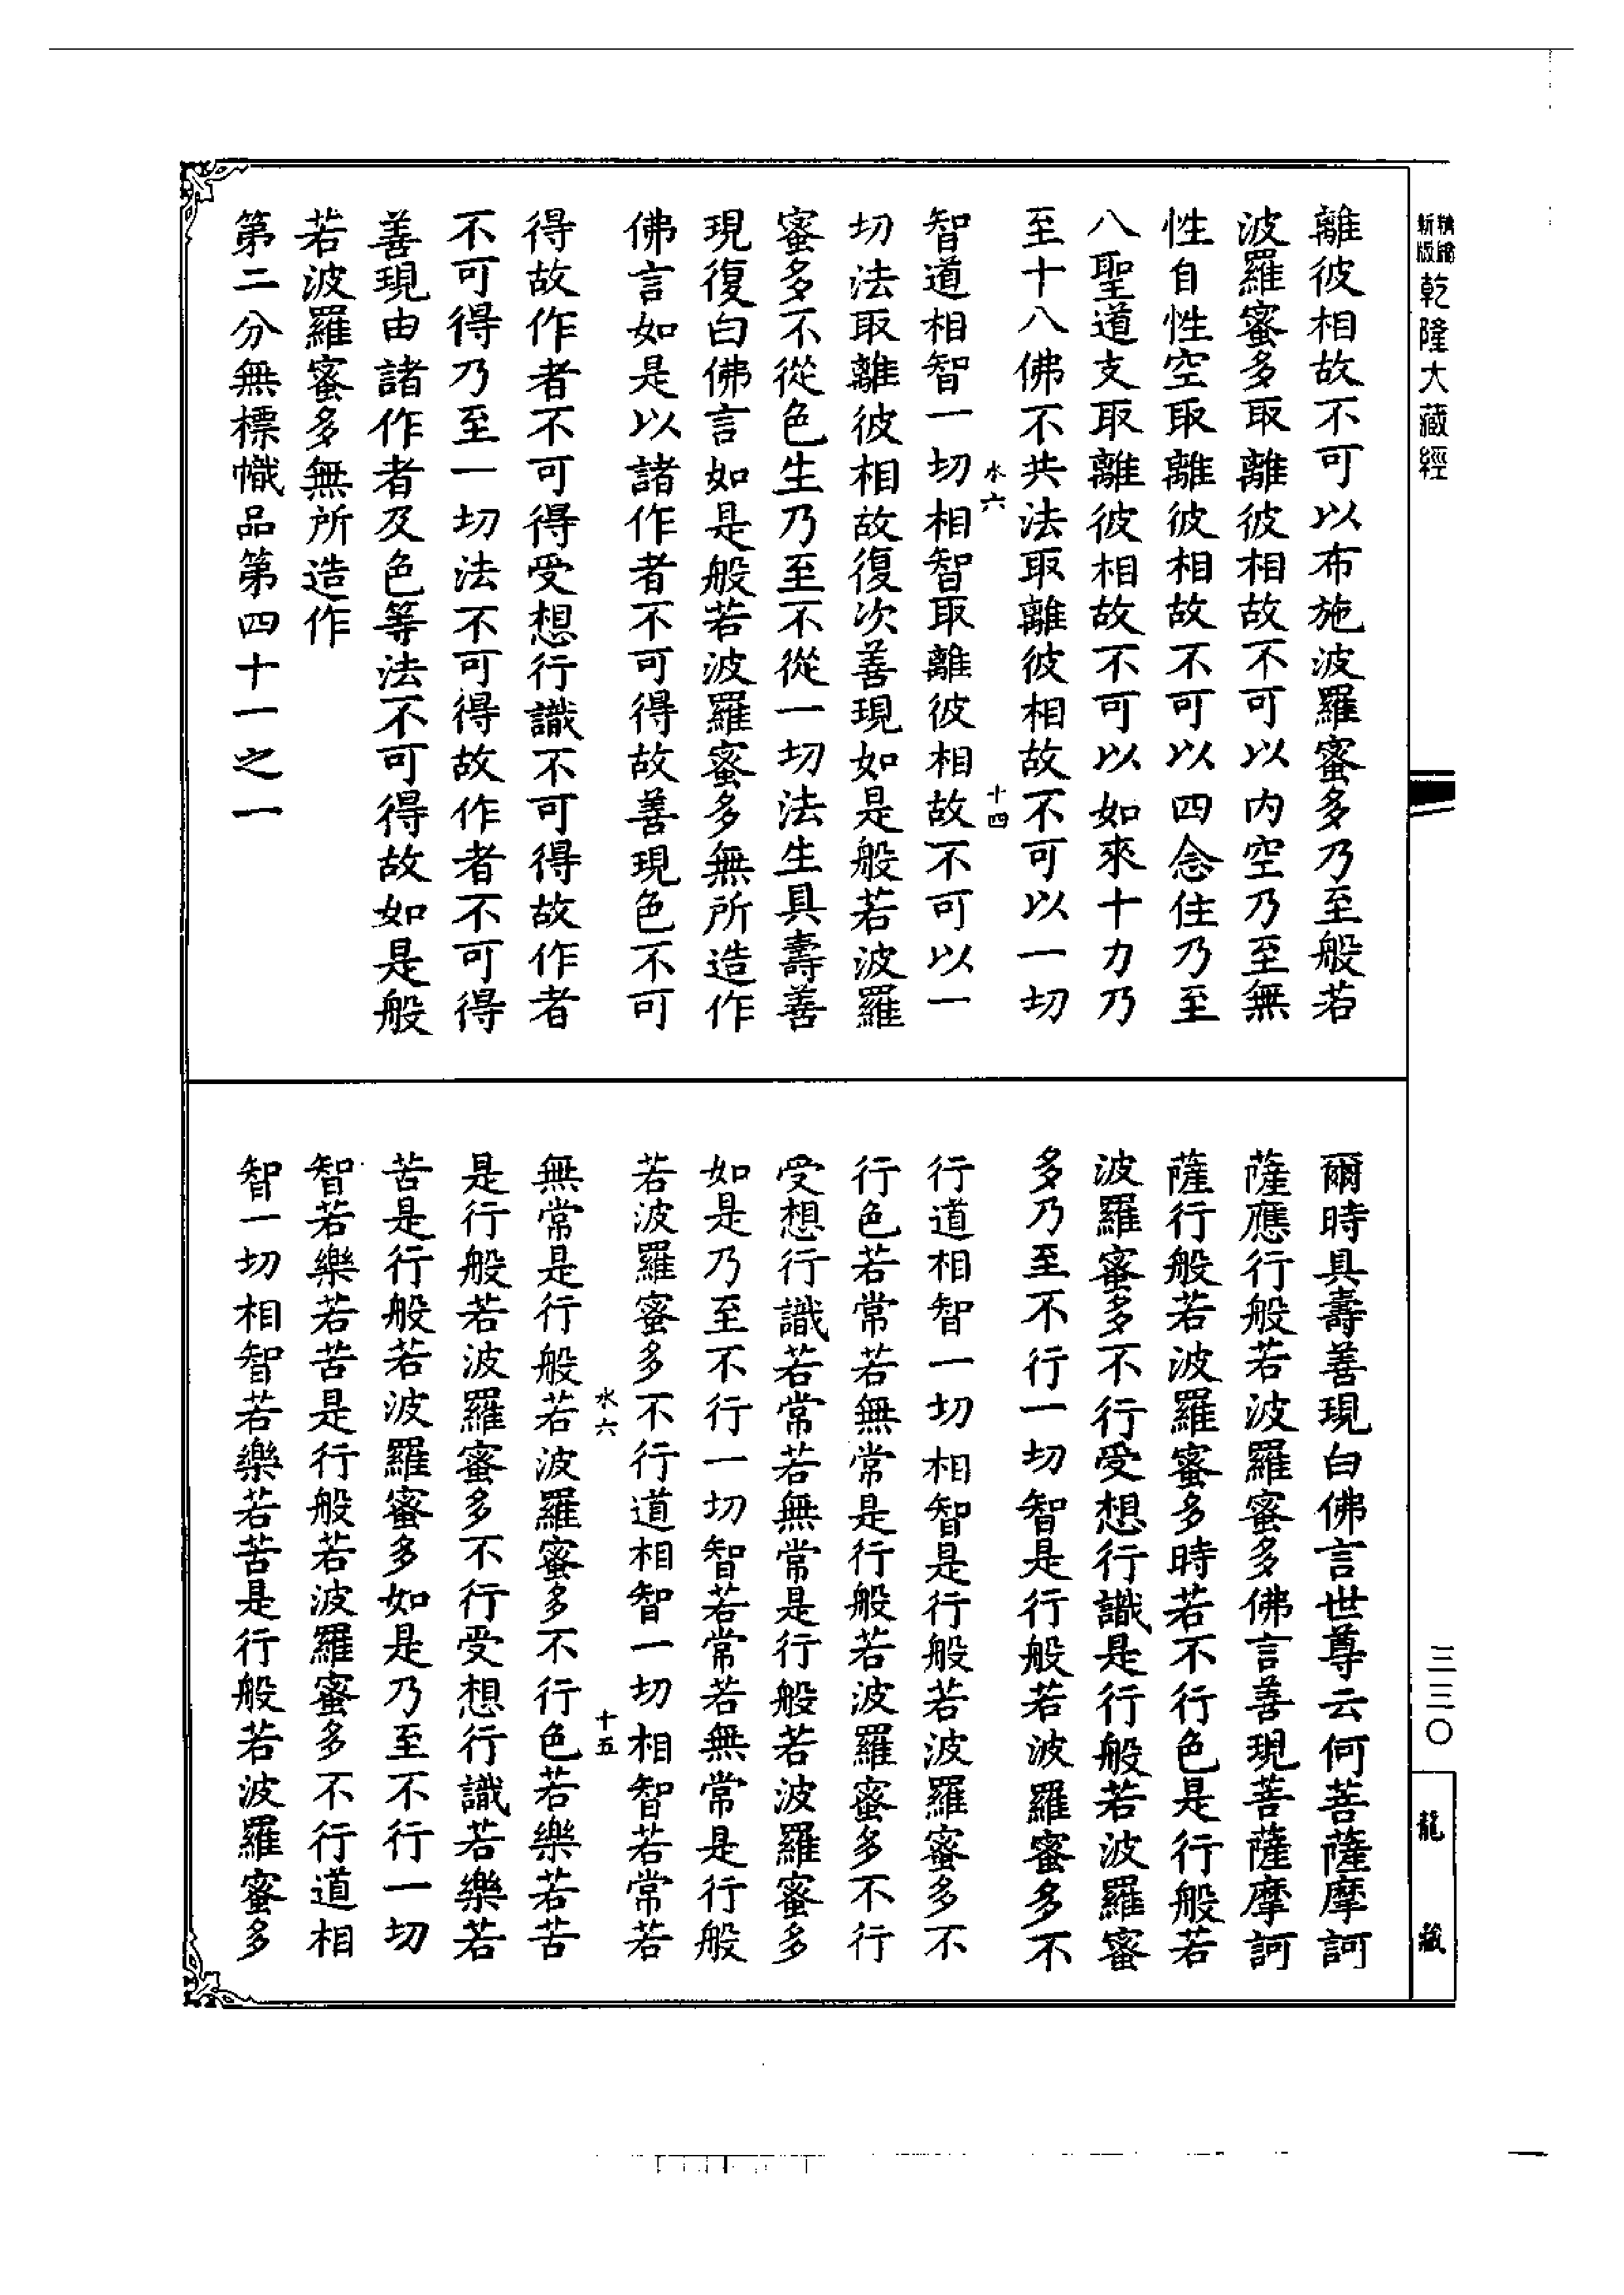 精縮新版乾隆大藏經
離彼相故不可以布施波羅蜜多乃至般若
波羅蜜多取離彼相故不可以內空乃至無
性自性空取離彼相故不可以四念住乃至
八聖道支取離彼相故不可以如來十力乃
至十八佛不共法取離彼相故不可以一切
水六
十四
智道相智一切相智取離彼相故不可以一
切法取離彼相故復次善現如是般若波羅
蜜多不從色生乃至不從一切法生具壽善
現復白佛言如是般若波羅蜜多無所造作
佛言如是以諸作者不可得故善現色不可
得故作者不可得受想行識不可得故作者
不可得乃至一切法不可得故作者不可得
善現由諸作者及色等法不可得故如是般
若波羅蜜多無所造作
第二分無標幟品第四十一之一
爾時具壽善現白佛言世尊云何菩薩摩訶
薩應行般若波羅蜜多佛言善現菩薩摩訶
薩行般若波羅蜜多時若不行色是行般若
波羅蜜多不行受想行識是行般若波羅蜜
多乃至不行一切智是行般若波羅蜜多不
行道相智一切相智是行般若波羅蜜多不
行色若常若無常是行般若波羅蜜多不行
受想行識若常若無常是行般若波羅蜜多
如是乃至不行一切智若常若無常是行般
若波羅蜜多不行道相智一切相智若常若
水六
十五
無常是行般若波羅蜜多不行色若樂若苦
是行般若波羅蜜多不行受想行識若樂若
苦是行般若波羅蜜多如是乃至不行一切
智若樂若苦是行般若波羅蜜多不行道相
智一切相智若樂若苦是行般若波羅蜜多
三三〇
龍藏